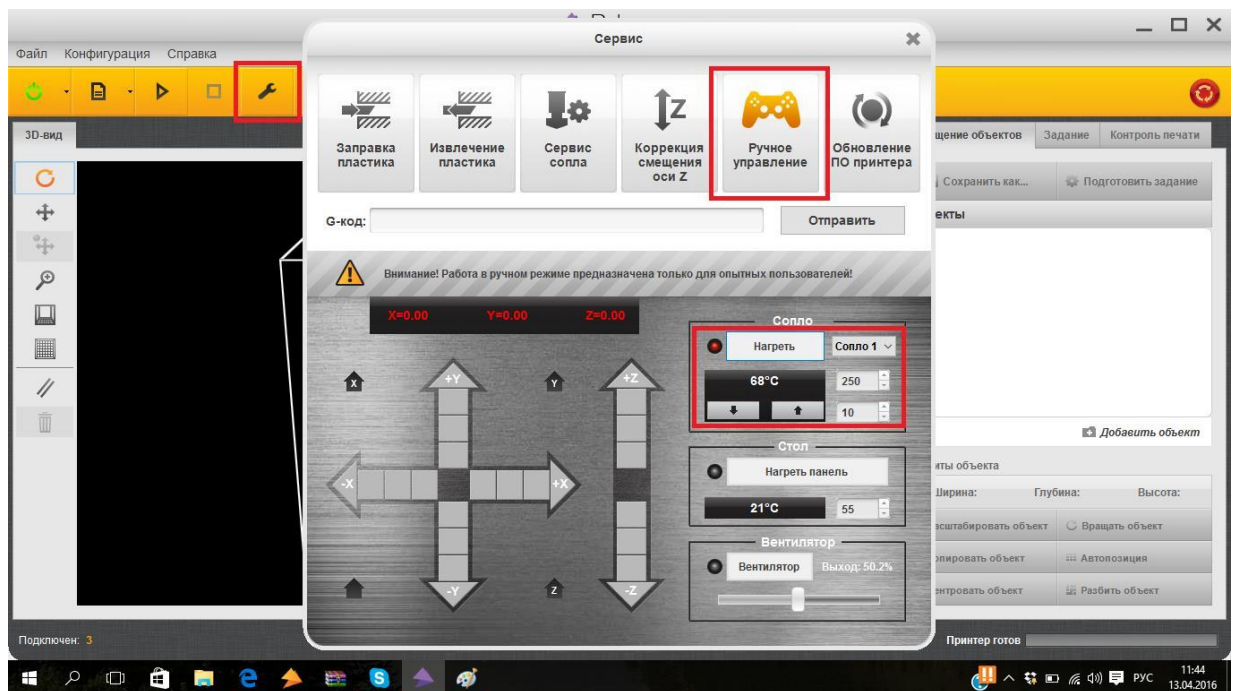 Сервис
Файл Конфигурация Справка
3D-вид
Заправка пластика
Извлечение пластика
Сервис сопла
Коррекция смещения оси Z
Ручное управление
Обновление ПО принтера
щение объектов Задание Контроль печати
Сохранить как... Подготовить задание
G-код: Отправить
екты
Внимание! Работа в ручном режиме предназначена только для опытных пользователей!
X=0.00 Y=0.00 Z=0.00
Сопло
Нагреть Сопло 1
68°C 250
10
X +Y Y +Z
-X +X
-Y Z -Z
Стол
Нагреть панель
21°C 55
Вентилятор
Вентилятор Выход: 50.2%
Добавить объект
нты объекта
Ширина: Глубина: Высота:
асштабировать объект Вращать объект
опировать объект Автопозиция
ентровать объект Разбить объект
Подключен: 3
Принтер готов
РУС
11:44
13.04.2016